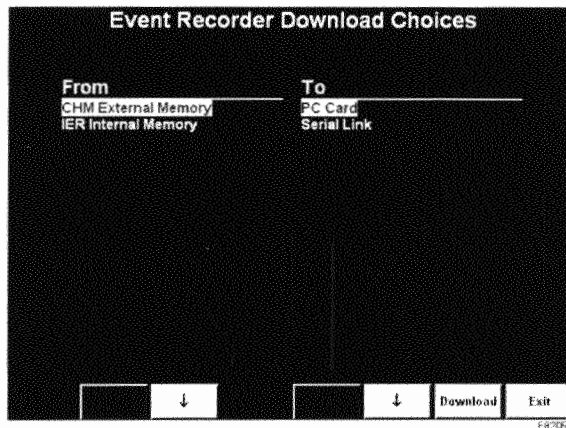 Event Recorder Download Choices
From To
CHM External Memory PC Card
IER Internal Memory Serial Link
↓ ↓ Download Exit